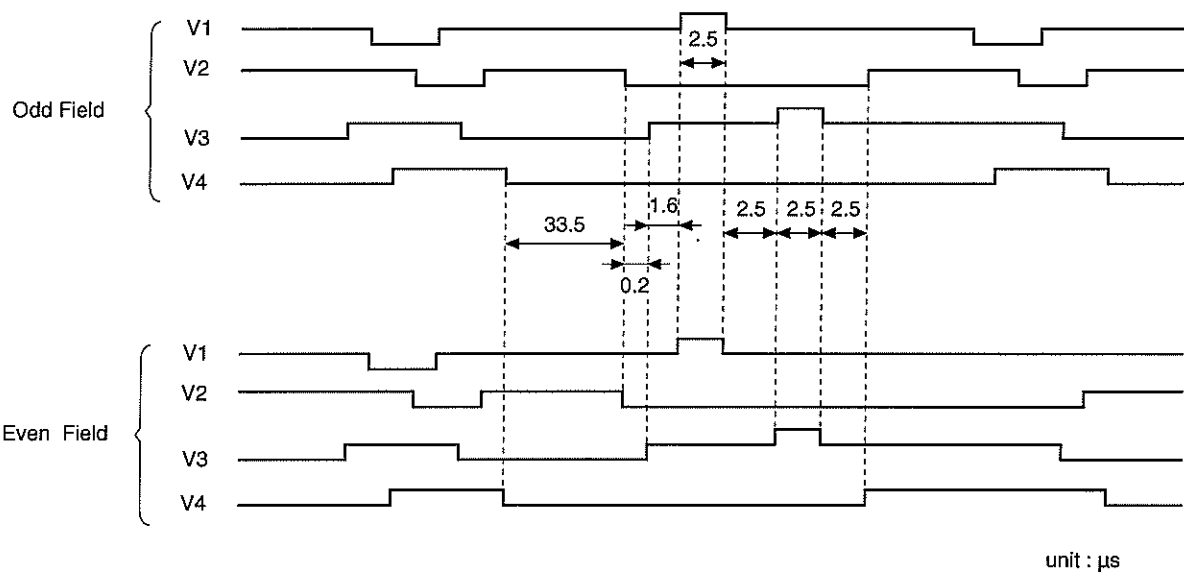 V1
2.5
V2
Odd Field
V3
V4
1.6
33.5
2.5 2.5 2.5
0.2
V1
V2
Even Field
V3
V4
unit : µs